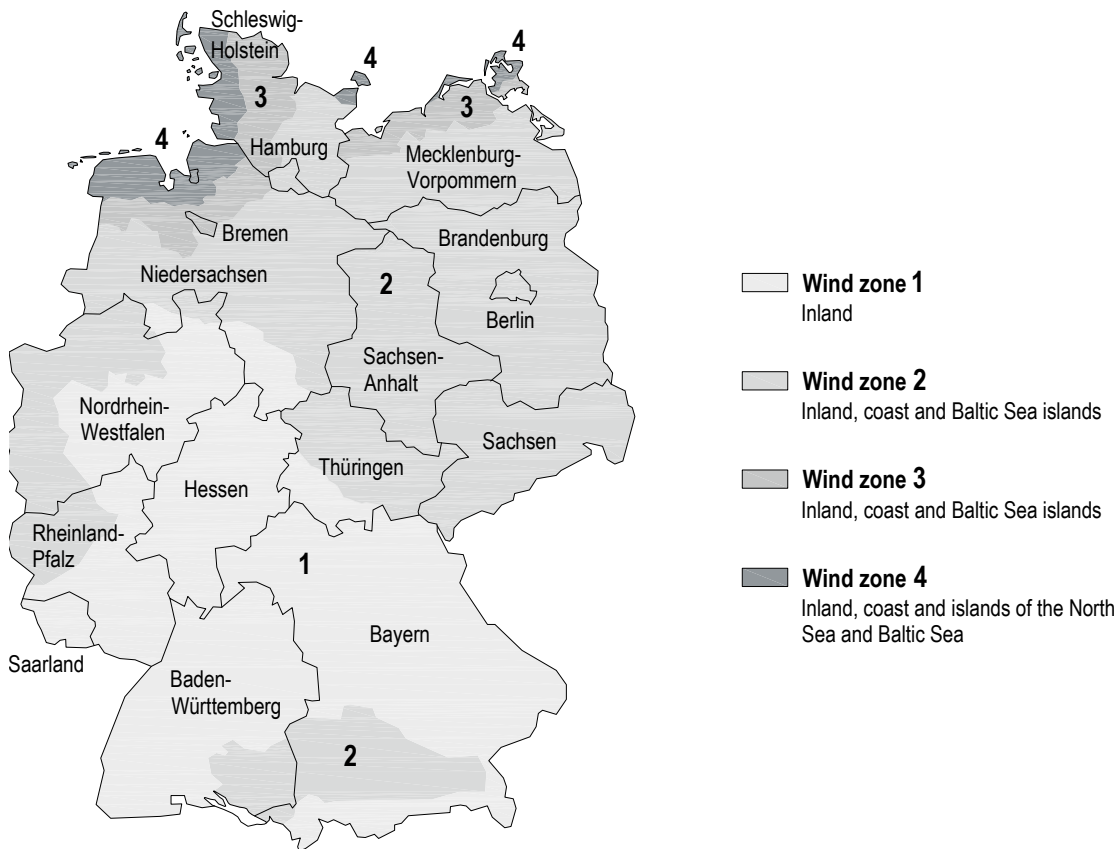 Schleswig-
Holstein
4
4
3
3
4
Hamburg
Mecklenburg-
Vorpommern
Bremen
Brandenburg
Niedersachsen
2
Berlin
Sachsen-
Anhalt
Nordrhein-
Westfalen
Sachsen
Thüringen
Hessen
Rheinland-
Pfalz
1
Bayern
Saarland
Baden-
Württemberg
2
Wind zone 1
Inland
Wind zone 2
Inland, coast and Baltic Sea islands
Wind zone 3
Inland, coast and Baltic Sea islands
Wind zone 4
Inland, coast and islands of the North
Sea and Baltic Sea